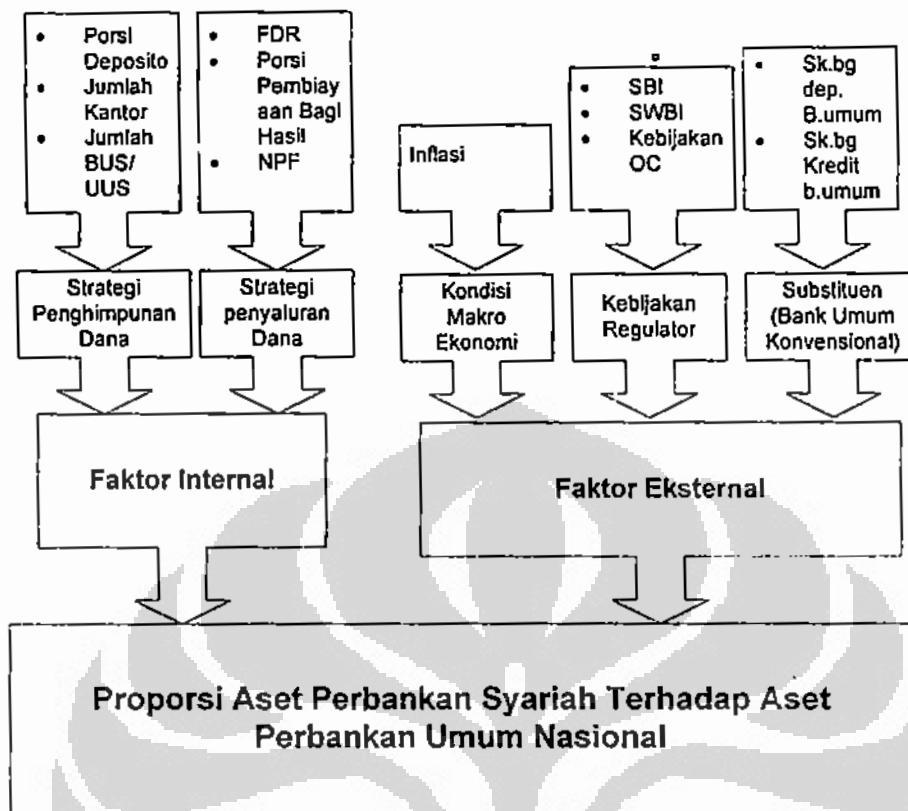 • Porsi
Deposito
• Jumlah
Kantor
• Jumlah
BUS/
UUS
• FDR
• Porsi
Pembiay
aan Bagi
Hasil
• NPF
Inflasi
• SBI
• SWBI
• Kebijakan
OC
• Sk.bg
dep.
B.umum
• Sk.bg
Kredit
b.umum
Strategi
Penghimpunan
Dana
Strategi
penyaluran
Dana
Kondisi
Makro
Ekonomi
Kebijakan
Regulator
Substituen
(Bank Umum
Konvensional)
Faktor Internal
Faktor Eksternal
Proporsi Aset Perbankan Syariah Terhadap Aset
Perbankan Umum Nasional